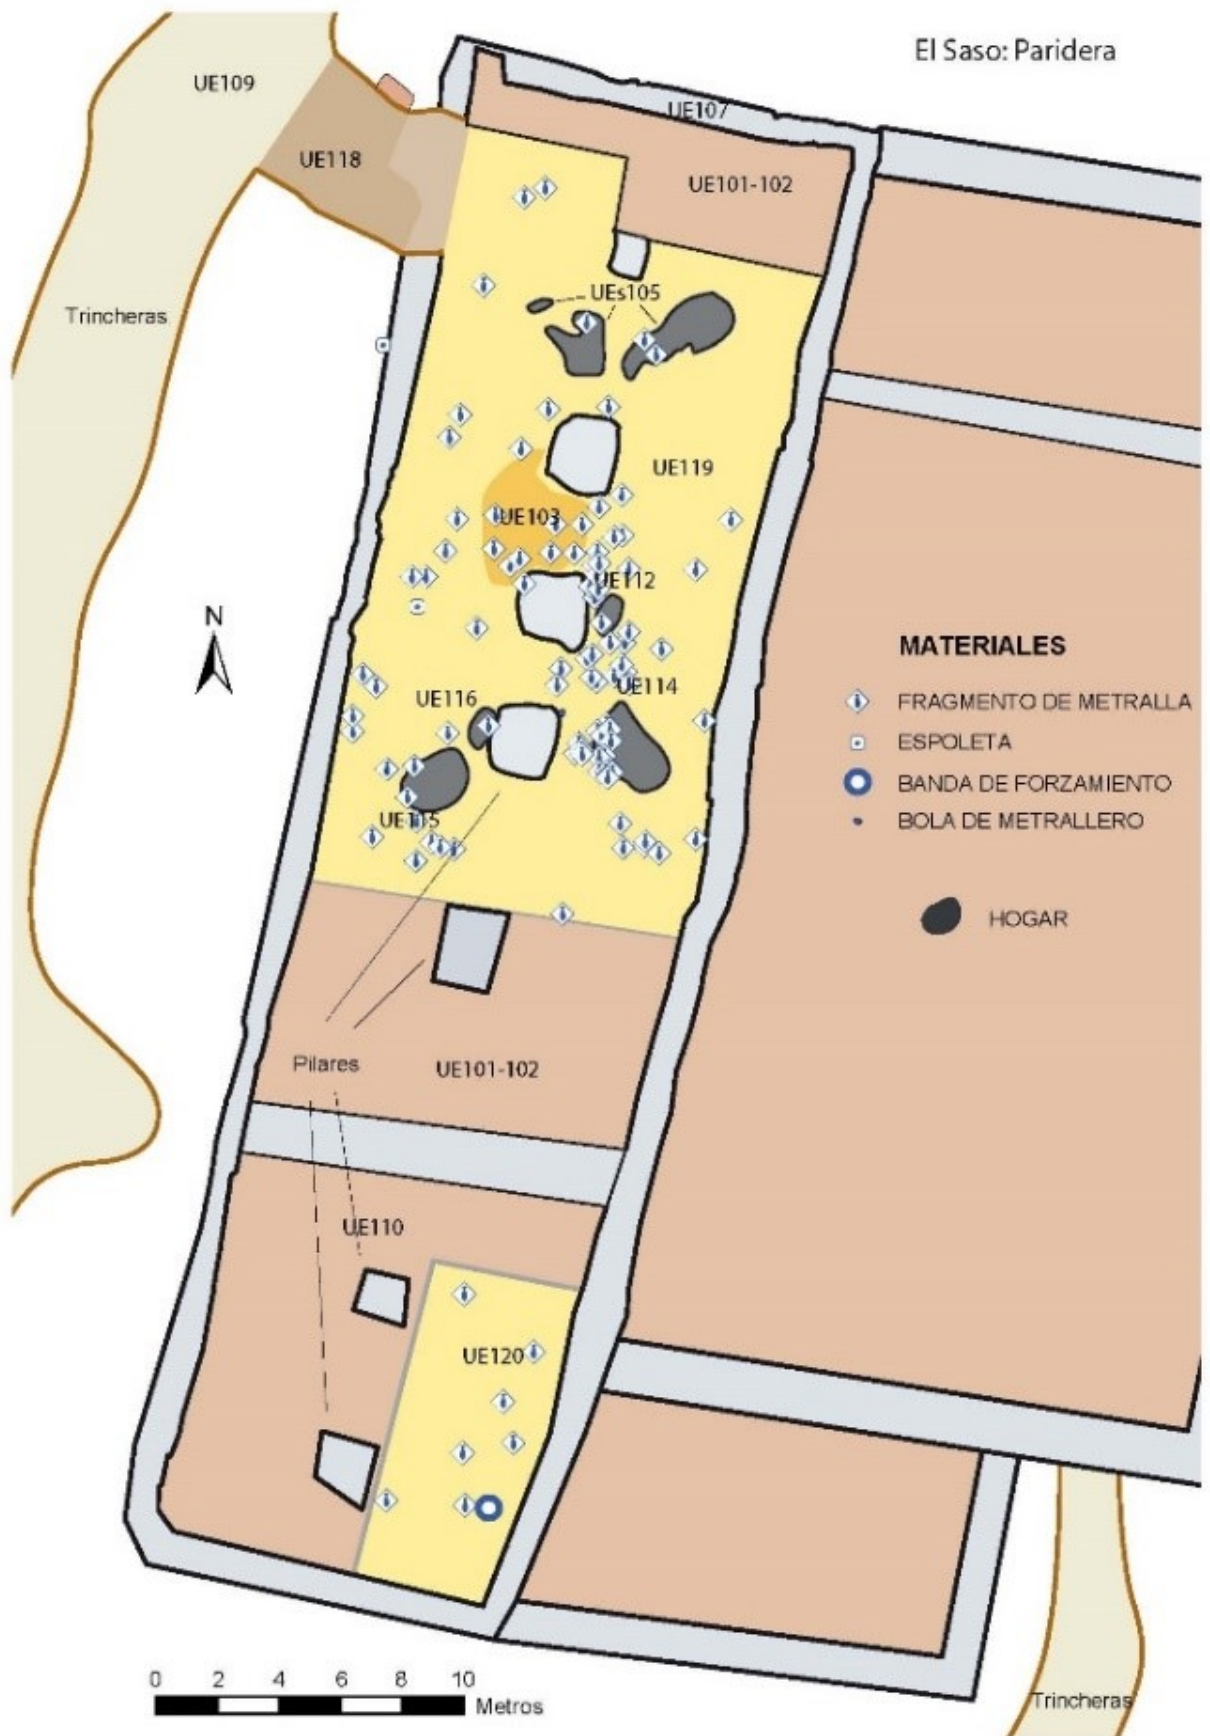 El Saso: Paridera
UE109
UE107
UE118
UE101-102
UEs105
Trincheras
UE119
UE103
UE112
N
MATERIALES
UE114
UE116
FRAGMENTO DE METRALLA
ESPOLETA
BANDA DE FORZAMIENTO
UE115
BOLA DE METRALLERO
HOGAR
Pilares
UE101-102
UE110
UE120
0 2 4 6 8 10
Metros
Trincheras